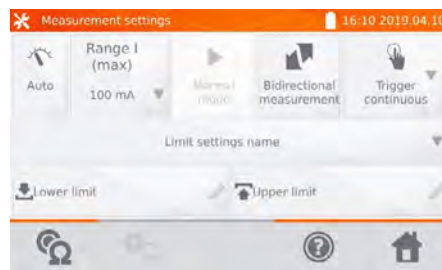 Measurement settings
16:10 2019.04.10
Auto
Range I
(max)
100 mA
Normal
mode
Bidirectional
measurement
Trigger
continuous
Limit settings name
Lower limit
Upper limit